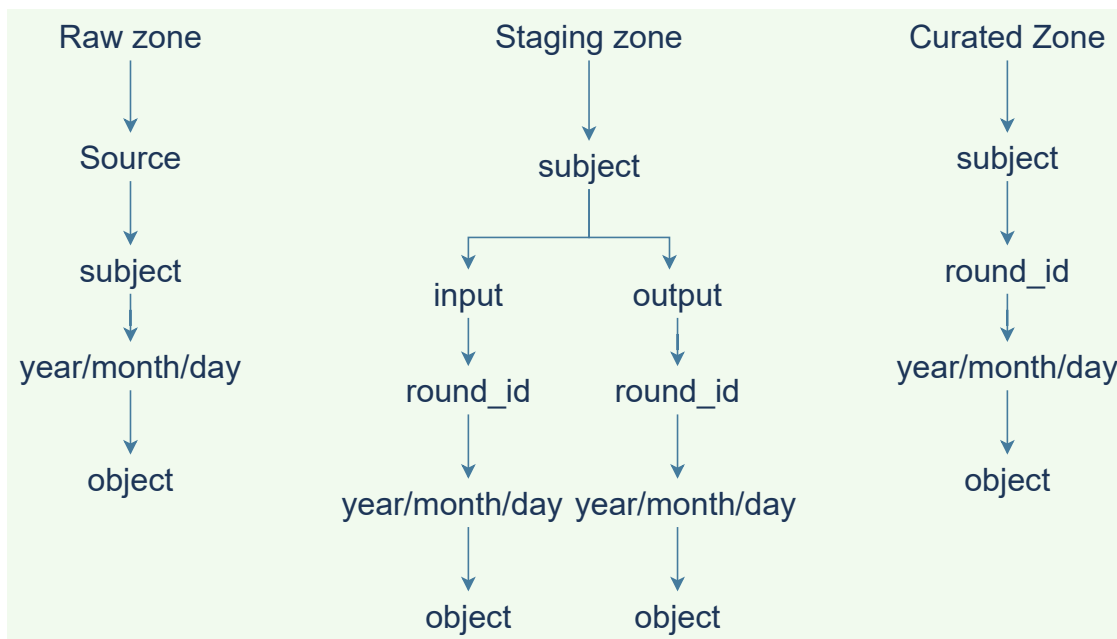 Raw zone
Source
subject
year/month/day
object
Staging zone
subject
input
round_id
year/month/day
object
output
round_id
year/month/day
object
Curated Zone
subject
round_id
year/month/day
object